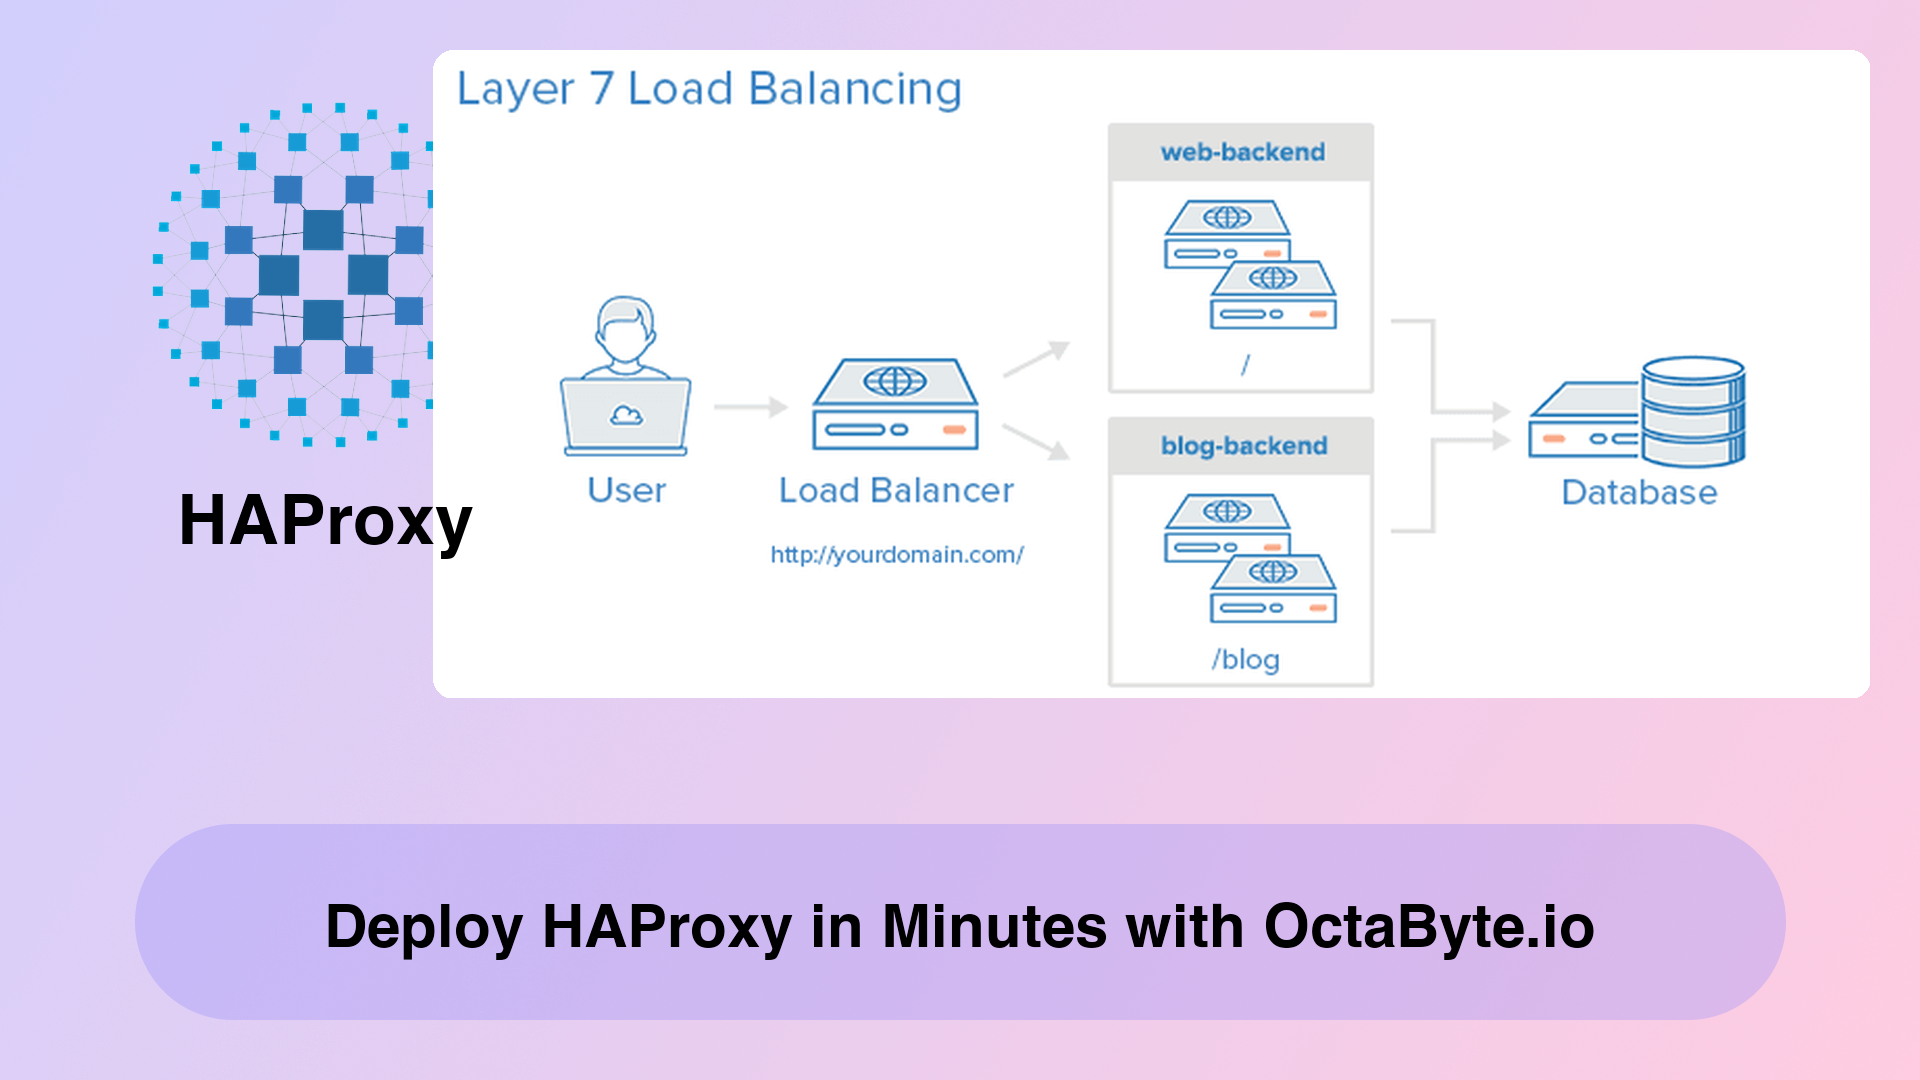 Layer 7 Load Balancing
HAProxy
User
Load Balancer
http://yourdomain.com/
web-backend
/
blog-backend
/blog
Database
Deploy HAProxy in Minutes with OctaByte.io